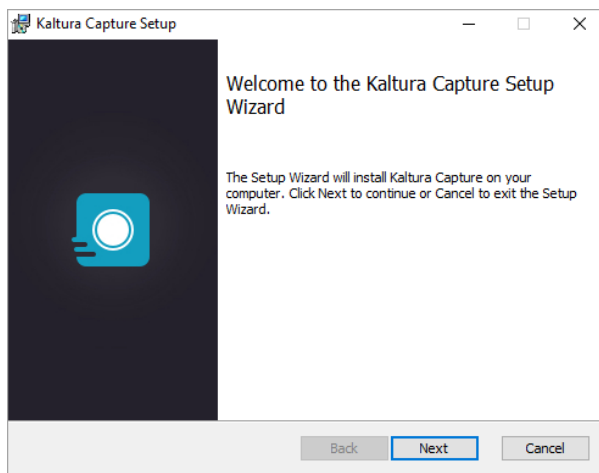 Kaltura Capture Setup
Welcome to the Kaltura Capture Setup
Wizard
The Setup Wizard will install Kaltura Capture on your
computer. Click Next to continue or Cancel to exit the Setup
Wizard.
Back Next Cancel